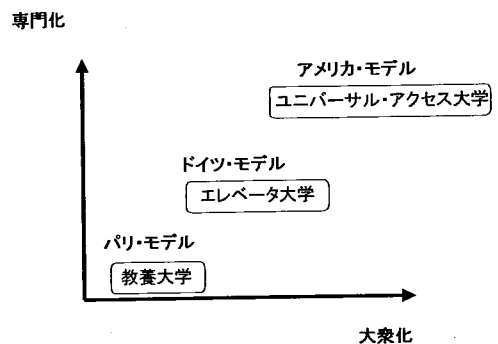 専門化
アメリカ・モデル
ユニバーサル・アクセス大学
ドイツ・モデル
エレベータ大学
パリ・モデル
教養大学
大衆化